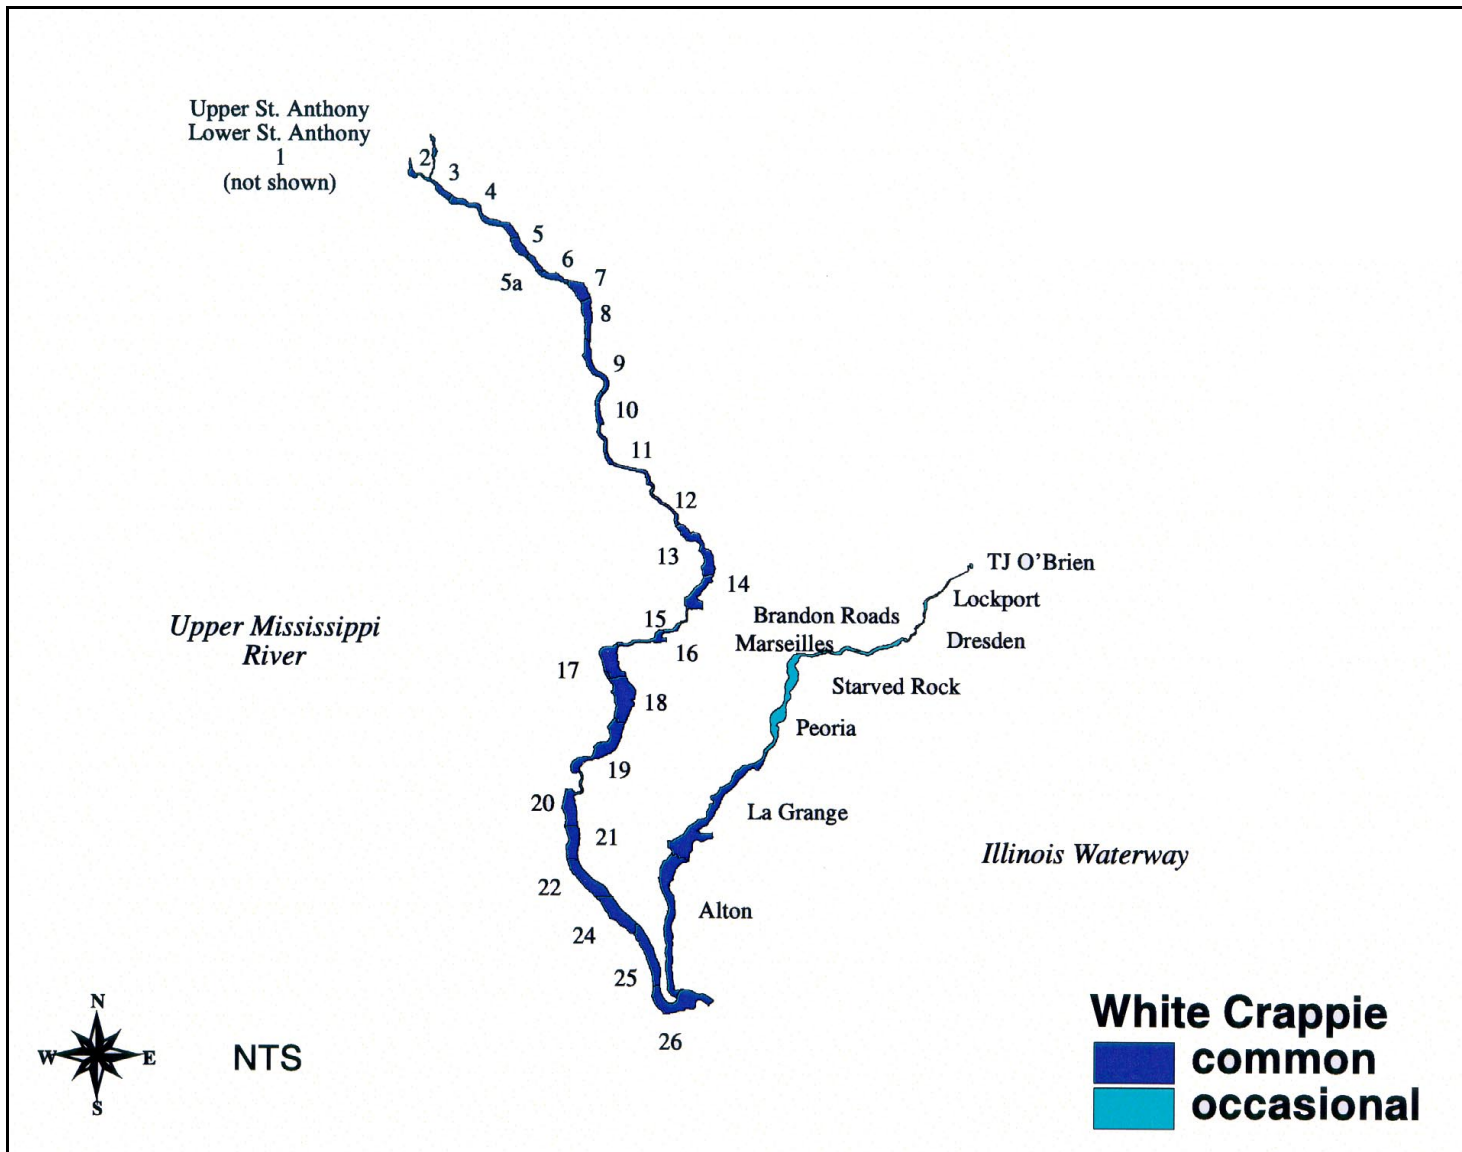 Upper St. Anthony
Lower St. Anthony
1
(not shown)
2
3
4
5
6
5a
7
8
9
10
11
12
13
14
TJ O'Brien
Lockport
Brandon Roads
15
Marseilles
Dresden
16
Upper Mississippi
River
17
18
Starved Rock
Peoria
19
20
La Grange
21
Illinois Waterway
22
Alton
24
25
26
N
W E
S
NTS
White Crappie
common
occasional